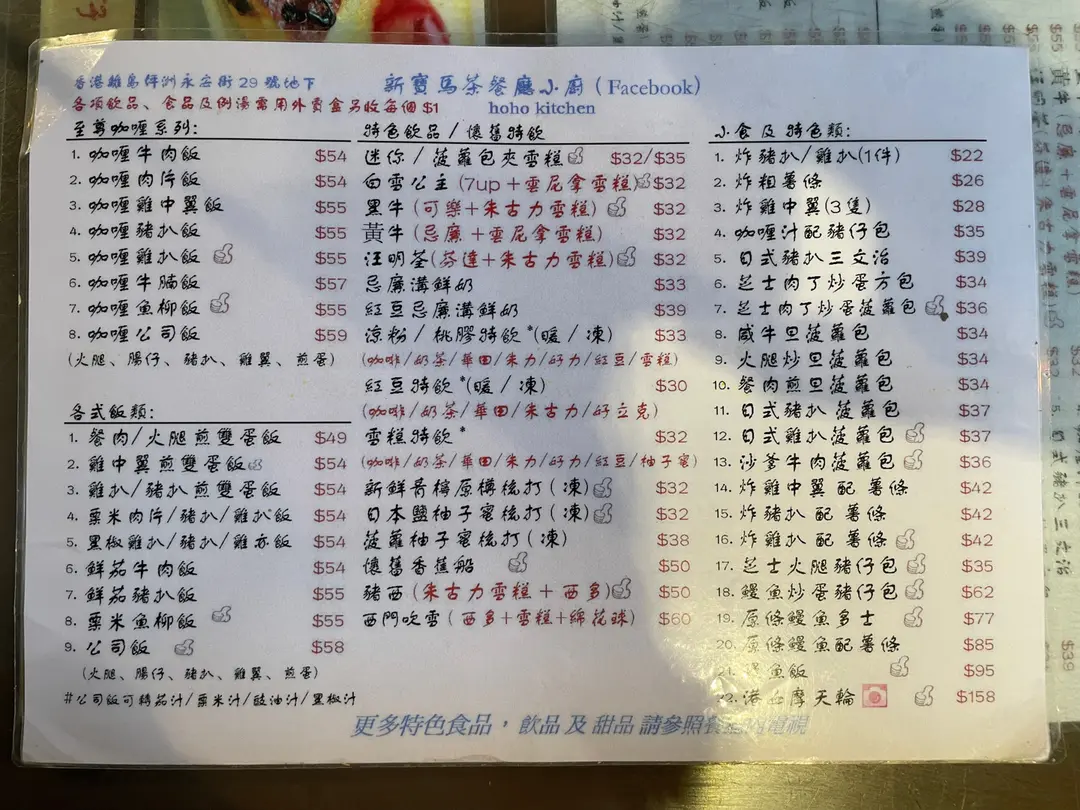 香港離島坪洲永安街 29 號地下
各項飲品、食品及例湯需用外賣盒另收每個 $1
新寶馬茶餐廳小廚 (Facebook)
hoho kitchen
至尊咖喱系列:
1. 咖喱牛肉飯 $54
2. 咖喱肉片飯 $54
3. 咖喱雞中翼飯 $55
4. 咖喱豬扒飯 $55
5. 咖喱雞扒飯 $55
6. 咖喱牛腩飯 $57
7. 咖喱魚柳飯 $55
8. 咖喱公司飯 $59
(火腿、腸仔、豬扒、雞翼、煎蛋)
各式飯類:
1. 餐肉/火腿煎雙蛋飯 $49
2. 雞中翼煎雙蛋飯 $54
3. 雞扒/豬扒煎雙蛋飯 $54
4. 粟米肉片/豬扒/雞扒飯 $54
5. 黑椒雞扒/豬扒/雞亦飯 $54
6. 鮮茄牛肉飯 $54
7. 鮮茄豬扒飯 $55
8. 粟米魚柳飯 $55
9. 公司飯 $58
(火腿、腸仔、豬扒、雞翼、煎蛋)
#公司飯可轉茄汁/粟米汁/豉油汁/黑椒汁
特色飲品 / 懷舊特飲
迷你 / 菠蘿包夾雪糕 $32/$35
白雪公主 (7up+雲尼拿雪糕) $32
黑牛 (可樂+朱古力雪糕) $32
黃牛 (忌廉+雲尼拿雪糕) $32
汪明荃(芬達+朱古力雪糕) $32
忌廉溝鮮奶 $33
紅豆忌廉溝鮮奶 $39
涼粉 / 桃膠特飲 *(暖 / 凍) $33
(咖啡/奶茶/華田/朱力/好力/紅豆/雪糕)
紅豆特飲 *(暖 / 凍) $30
(咖啡/奶茶/華田/朱古力/好立克)
雪糕特飲 * $32
(咖啡/奶茶/華田/朱力/好力/紅豆/柚子蜜)
新鮮青檸原樽梳打 (凍) $32
日本鹽柚子蜜梳打 (凍) $32
菠蘿柚子蜜梳打 (凍) $38
懷舊香蕉船 $50
豬西 (朱古力雪糕 + 西多) $50
西門吹雪 ( 西多+雪糕+綿花球) $60
小食及特色類:
1. 炸豬扒/雞扒(1件) $22
2. 炸粗薯條 $26
3. 炸雞中翼(3隻) $28
4. 咖喱汁配豬仔包 $35
5. 日式豬扒三文治 $39
6. 芝士肉丁炒蛋方包 $34
7. 芝士肉丁炒蛋菠蘿包 $36
8. 咸牛旦菠蘿包 $34
9. 火腿炒旦菠蘿包 $34
10. 餐肉煎旦菠蘿包 $34
11. 日式豬扒菠蘿包 $37
12. 日式雞扒菠蘿包 $37
13. 沙爹牛肉菠蘿包 $36
14. 炸雞中翼配薯條 $42
15. 炸豬扒配薯條 $42
16. 炸雞扒配薯條 $42
17. 芝士火腿豬仔包 $35
18. 鰻魚炒蛋豬仔包 $62
19. 原條鰻魚多士 $77
20. 原條鰻魚配薯條 $85
21. 鰻魚飯 $95
22. 港山摩天輪 $158
更多特色食品，飲品 及 甜品 請參照食 電視